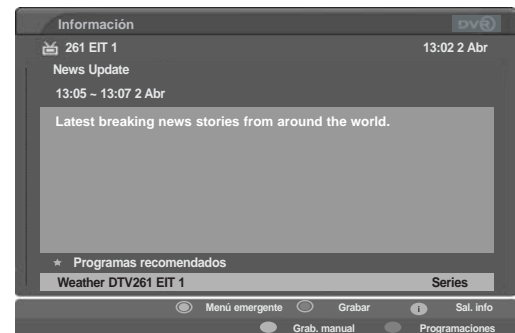 Información DVR
261 EIT 1 13:02 2 Abr
News Update
13:05 ~ 13:07 2 Abr
Latest breaking news stories from around the world.
* Programas recomendados
Weather DTV261 EIT 1 Series
Menú emergente Grabar i Sal. info
Grab. manual Programaciones